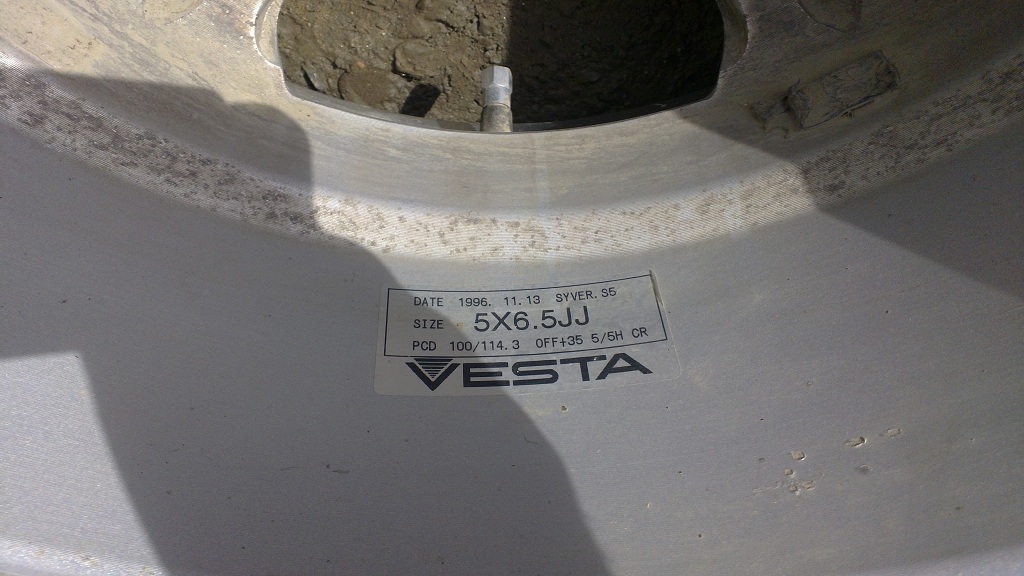 DATE 1996. 11. 13 SYVER. S5
SIZE 5X6.5JJ
PCD 100/114.3 OFF+35 5/5H CR
VESTA